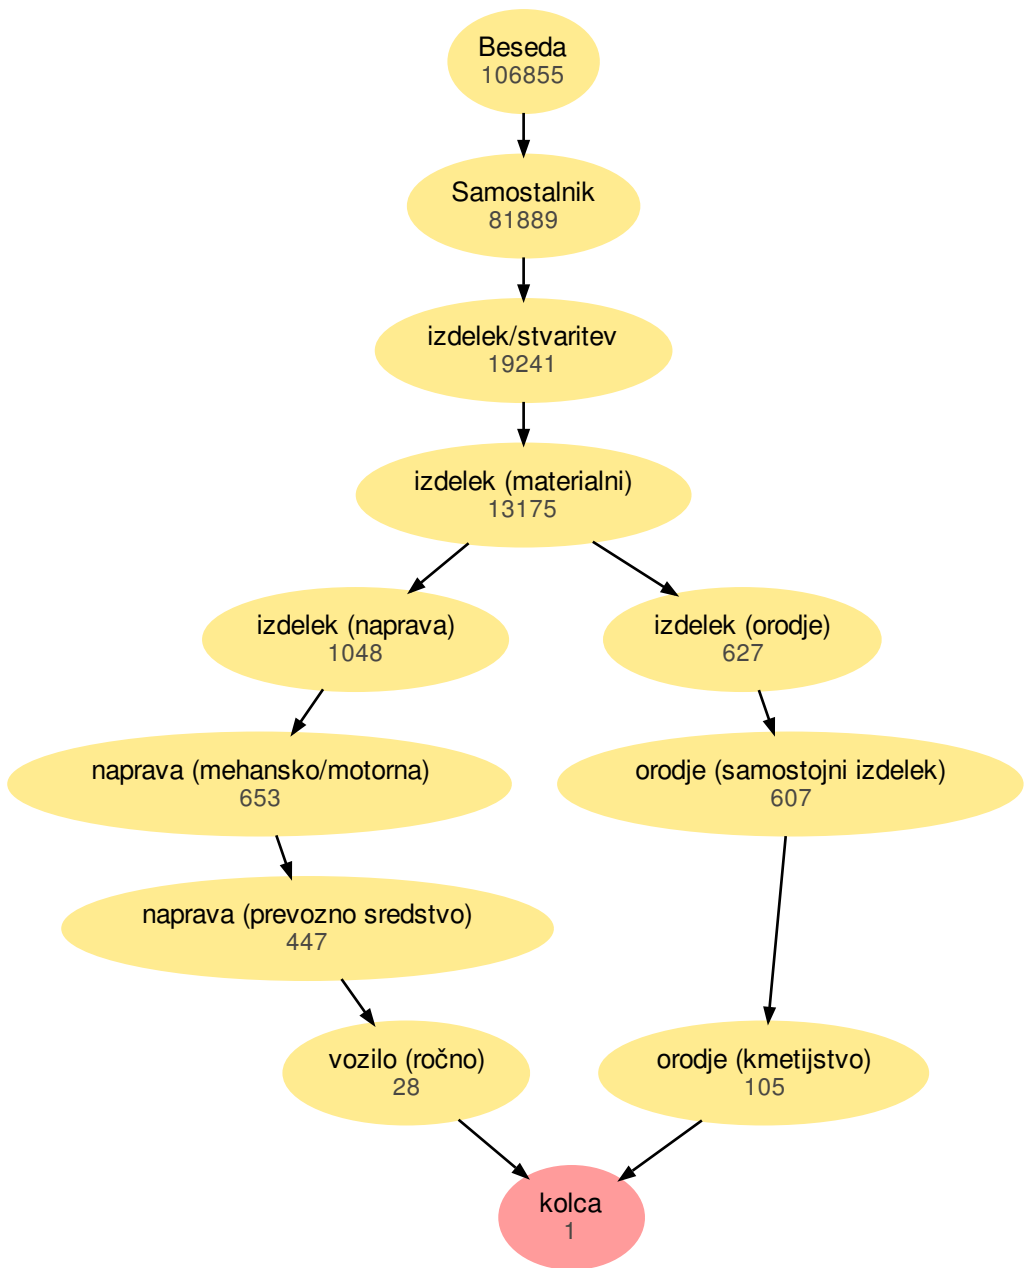 Beseda
106855
Samostalnik
81889
izdelek/stvaritev
19241
izdelek (materialni)
13175
izdelek (naprava)
1048
izdelek (orodje)
627
naprava (mehansko/motorna)
653
orodje (samostojni izdelek)
607
naprava (prevozno sredstvo)
447
vozilo (ročno)
28
orodje (kmetijstvo)
105
kolca
1